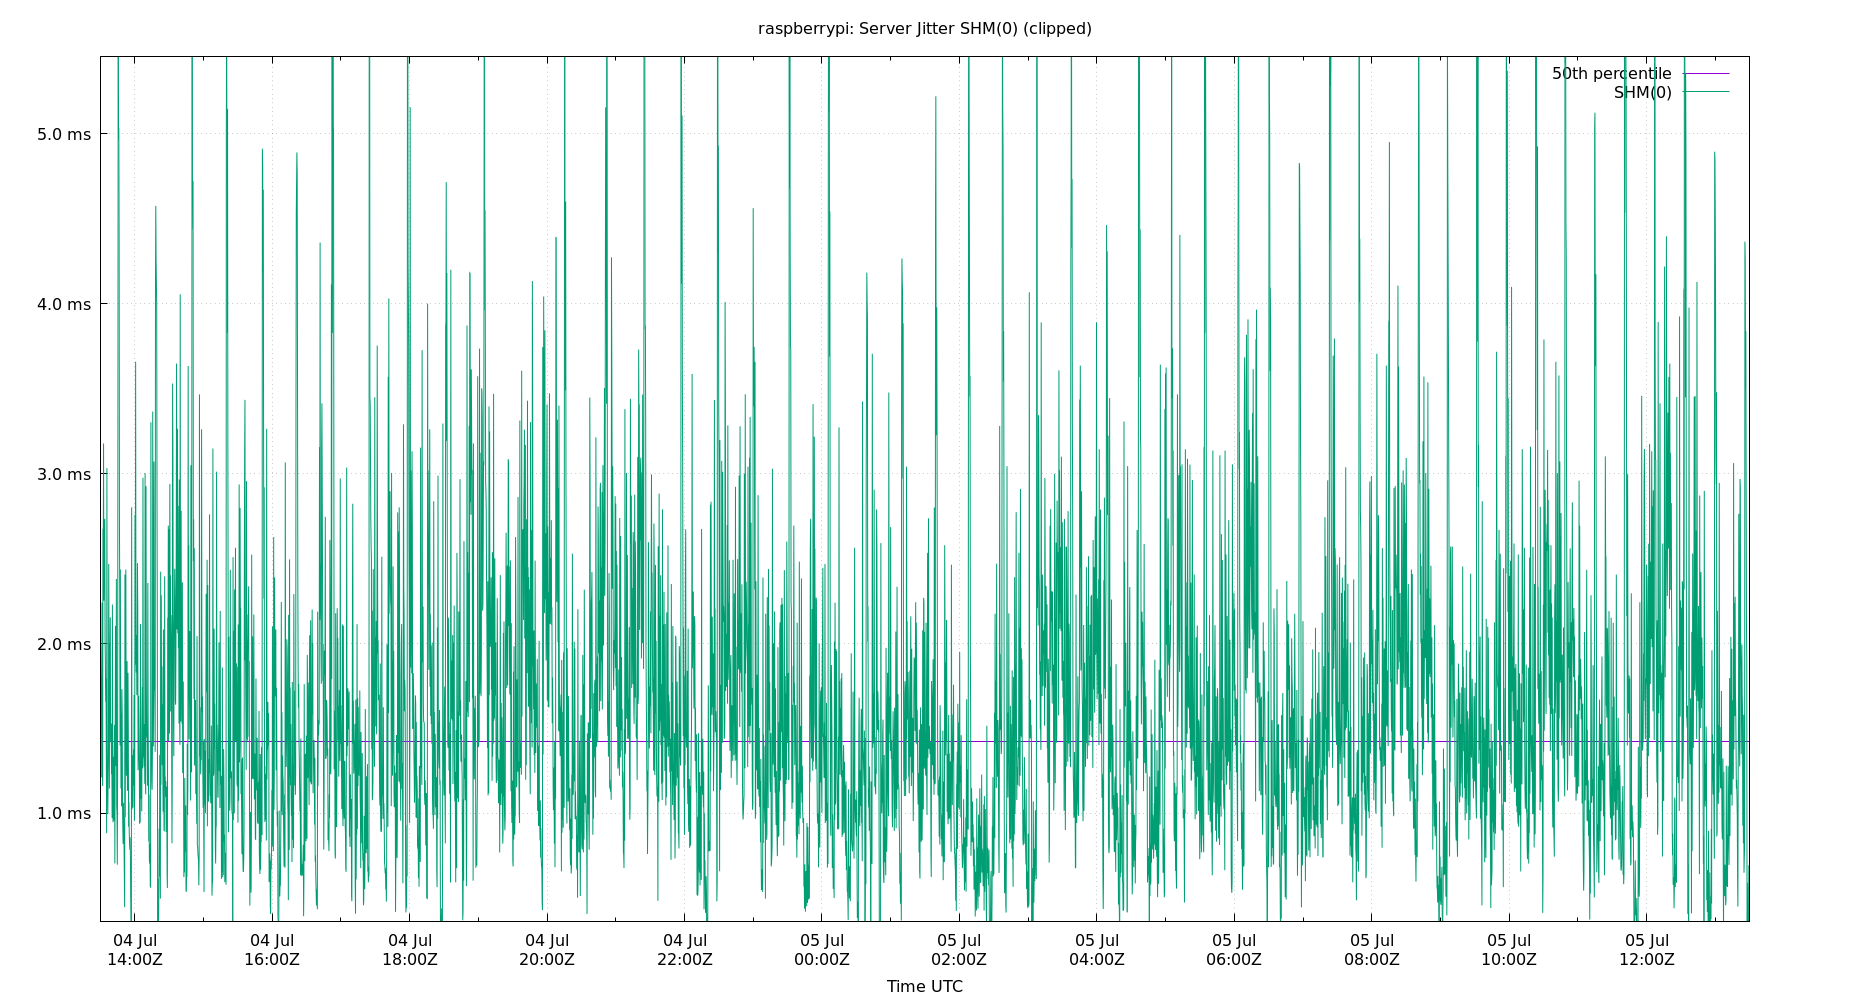 raspberrypi: Server Jitter SHM(0) (clipped)
50th percentile
SHM(0)
5.0 ms
4.0 ms
3.0 ms
2.0 ms
1.0 ms
04 Jul 04 Jul 04 Jul 04 Jul 04 Jul 05 Jul 05 Jul 05 Jul 05 Jul 05 Jul 05 Jul 05 Jul
14:00Z 16:00Z 18:00Z 20:00Z 22:00Z 00:00Z 02:00Z 04:00Z 06:00Z 08:00Z 10:00Z 12:00Z
Time UTC